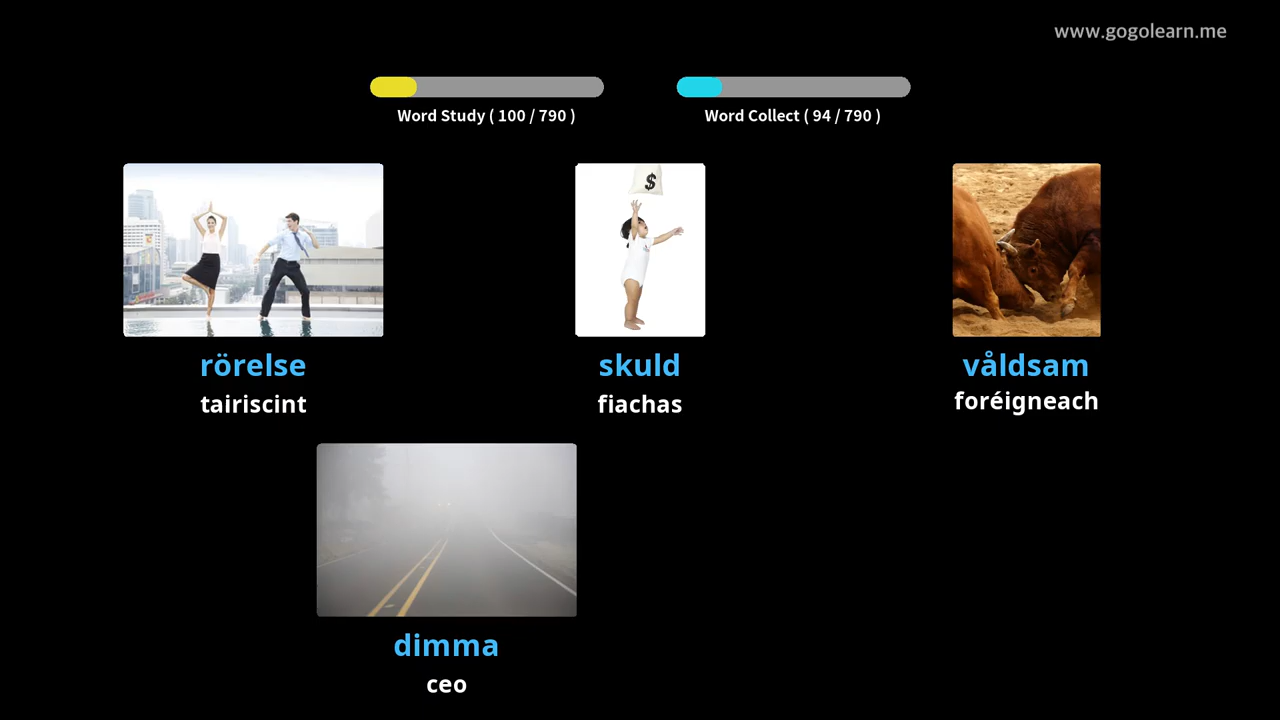 www.gogolearn.me
Word Study ( 100 / 790 )
Word Collect ( 94 / 790 )
$
rörelse
tairiscint
skuld
fiachas
våldsam
foréigneach
dimma
ceo